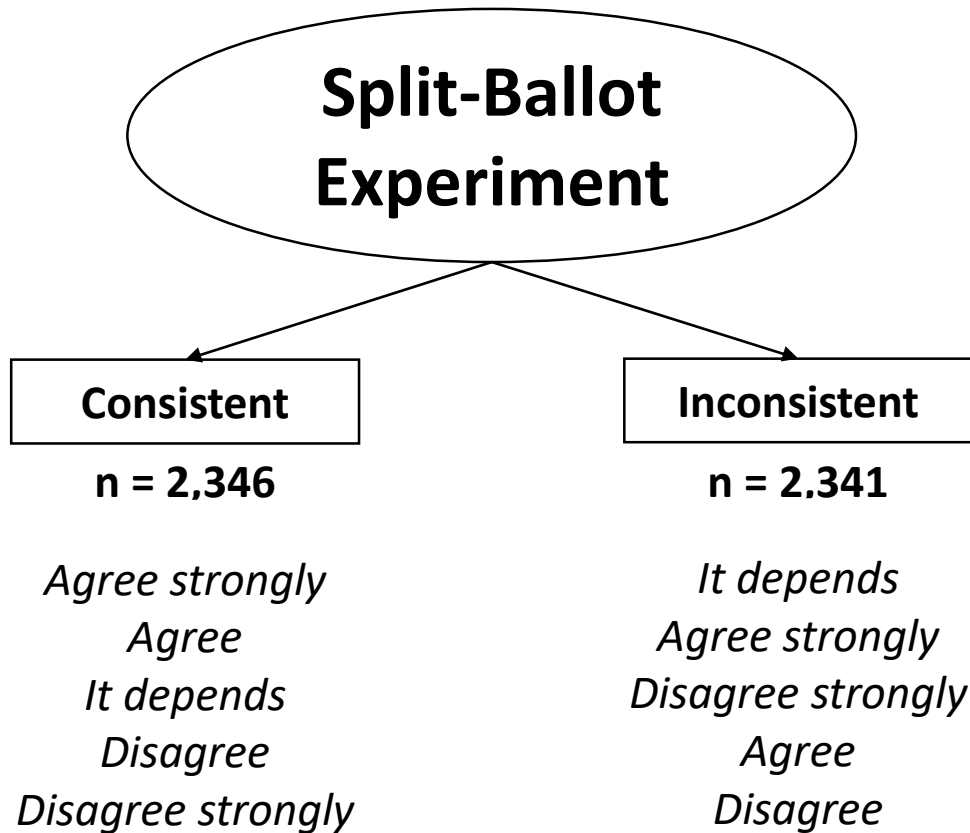 Split-Ballot
Experiment
Consistent
n = 2,346
Agree strongly
Agree
It depends
Disagree
Disagree strongly
Inconsistent
n = 2,341
It depends
Agree strongly
Disagree strongly
Agree
Disagree